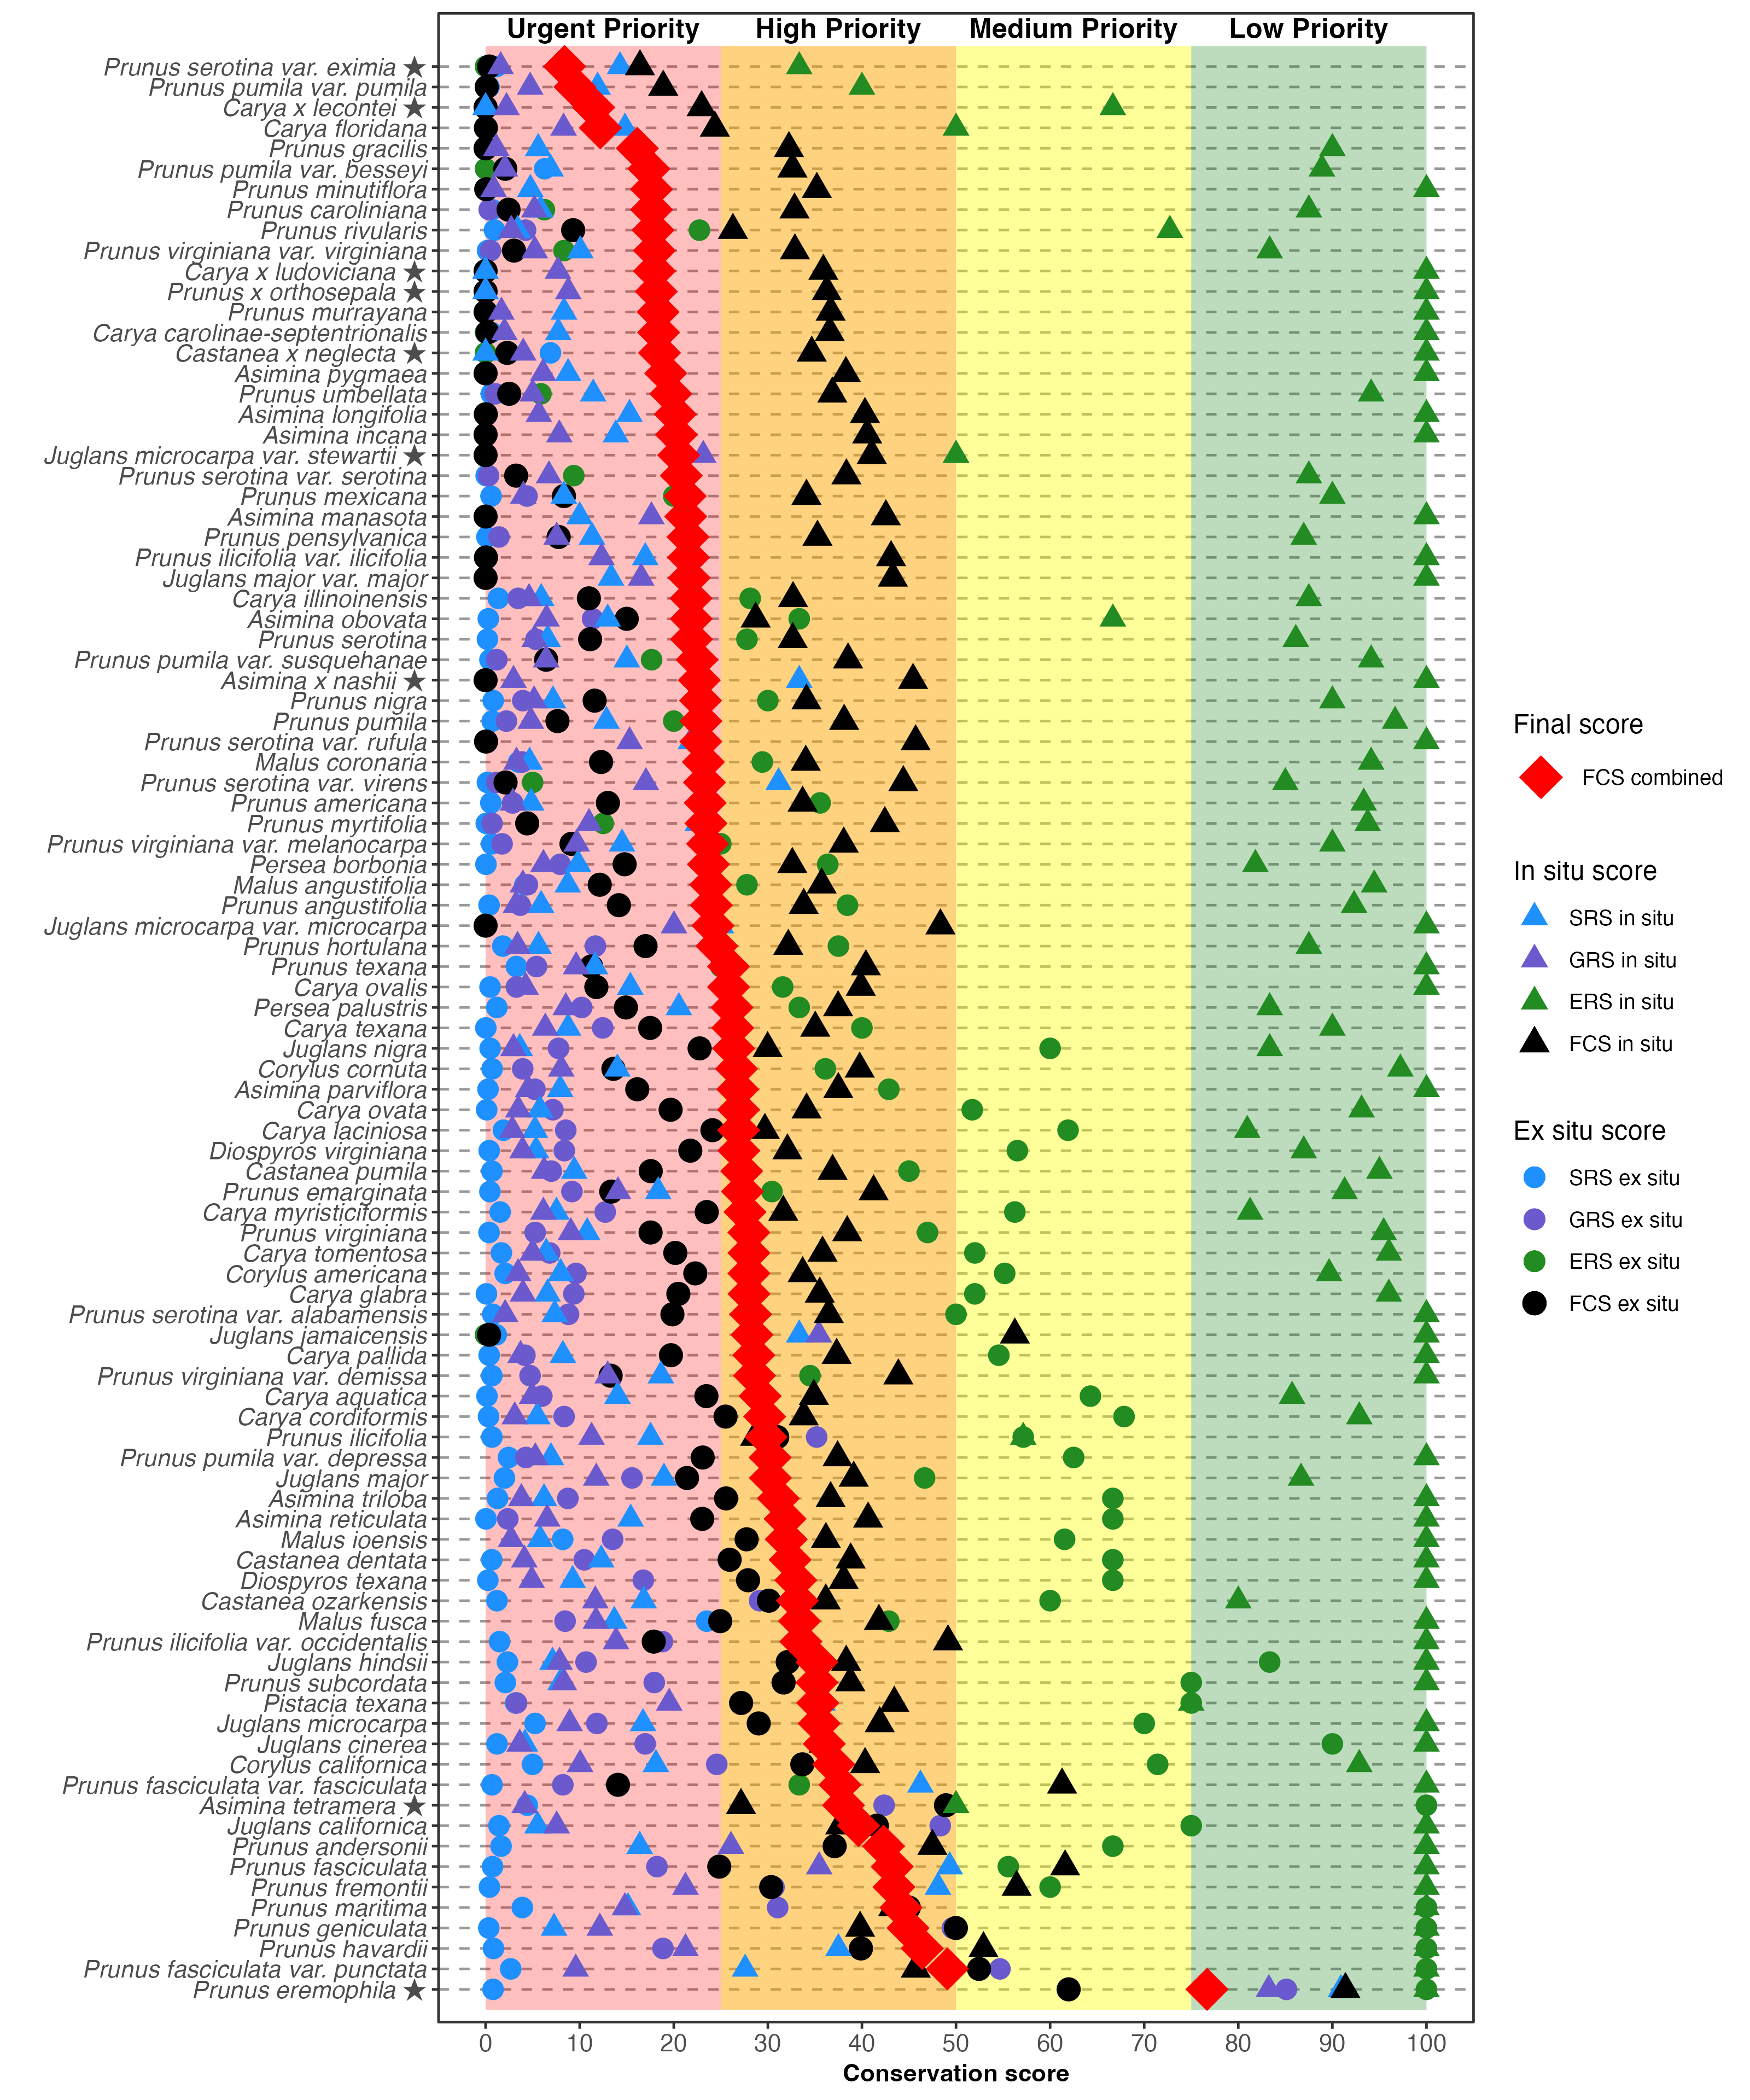 Urgent Priority High Priority Medium Priority Low Priority
Prunus serotina var. eximia ★
Prunus pumila var. pumila
Carya x lecontei ★
Carya floridana
Prunus gracilis
Prunus pumila var. besseyi
Prunus minutiflora
Prunus caroliniana
Prunus rivularis
Prunus virginiana var. virginiana
Carya x ludoviciana ★
Prunus x orthosepala ★
Prunus murrayana
Carya carolinae-septentrionalis
Castanea x neglecta ★
Asimina pygmaea
Prunus umbellata
Asimina longifolia
Asimina incana
Juglans microcarpa var. stewartii ★
Prunus serotina var. serotina
Prunus mexicana
Asimina manasota
Prunus pensylvanica
Prunus ilicifolia var. ilicifolia
Juglans major var. major
Carya illinoinensis
Asimina obovata
Prunus serotina
Prunus pumila var. susquehanae
Asimina x nashii ★
Prunus nigra
Prunus pumila
Prunus serotina var. rufula
Malus coronaria
Prunus serotina var. virens
Prunus americana
Prunus myrtifolia
Prunus virginiana var. melanocarpa
Persea borbonia
Malus angustifolia
Prunus angustifolia
Juglans microcarpa var. microcarpa
Prunus hortulana
Prunus texana
Carya ovalis
Persea palustris
Carya texana
Juglans nigra
Corylus cornuta
Asimina parviflora
Carya ovata
Carya laciniosa
Diospyros virginiana
Castanea pumila
Prunus emarginata
Carya myristiciformis
Prunus virginiana
Carya tomentosa
Corylus americana
Carya glabra
Prunus serotina var. alabamensis
Juglans jamaicensis
Carya pallida
Prunus virginiana var. demissa
Carya aquatica
Carya cordiformis
Prunus ilicifolia
Prunus pumila var. depressa
Juglans major
Asimina triloba
Asimina reticulata
Malus ioensis
Castanea dentata
Diospyros texana
Castanea ozarkensis
Malus fusca
Prunus ilicifolia var. occidentalis
Juglans hindsii
Prunus subcordata
Pistacia texana
Juglans microcarpa
Juglans cinerea
Corylus californica
Prunus fasciculata var. fasciculata
Asimina tetramera ★
Juglans californica
Prunus andersonii
Prunus fasciculata
Prunus fremontii
Prunus maritima
Prunus geniculata
Prunus havardii
Prunus fasciculata var. punctata
Prunus eremophila ★
0 10 20 30 40 50 60 70 80 90 100
Conservation score
Final score
FCS combined
In situ score
SRS in situ
GRS in situ
ERS in situ
FCS in situ
Ex situ score
SRS ex situ
GRS ex situ
ERS ex situ
FCS ex situ